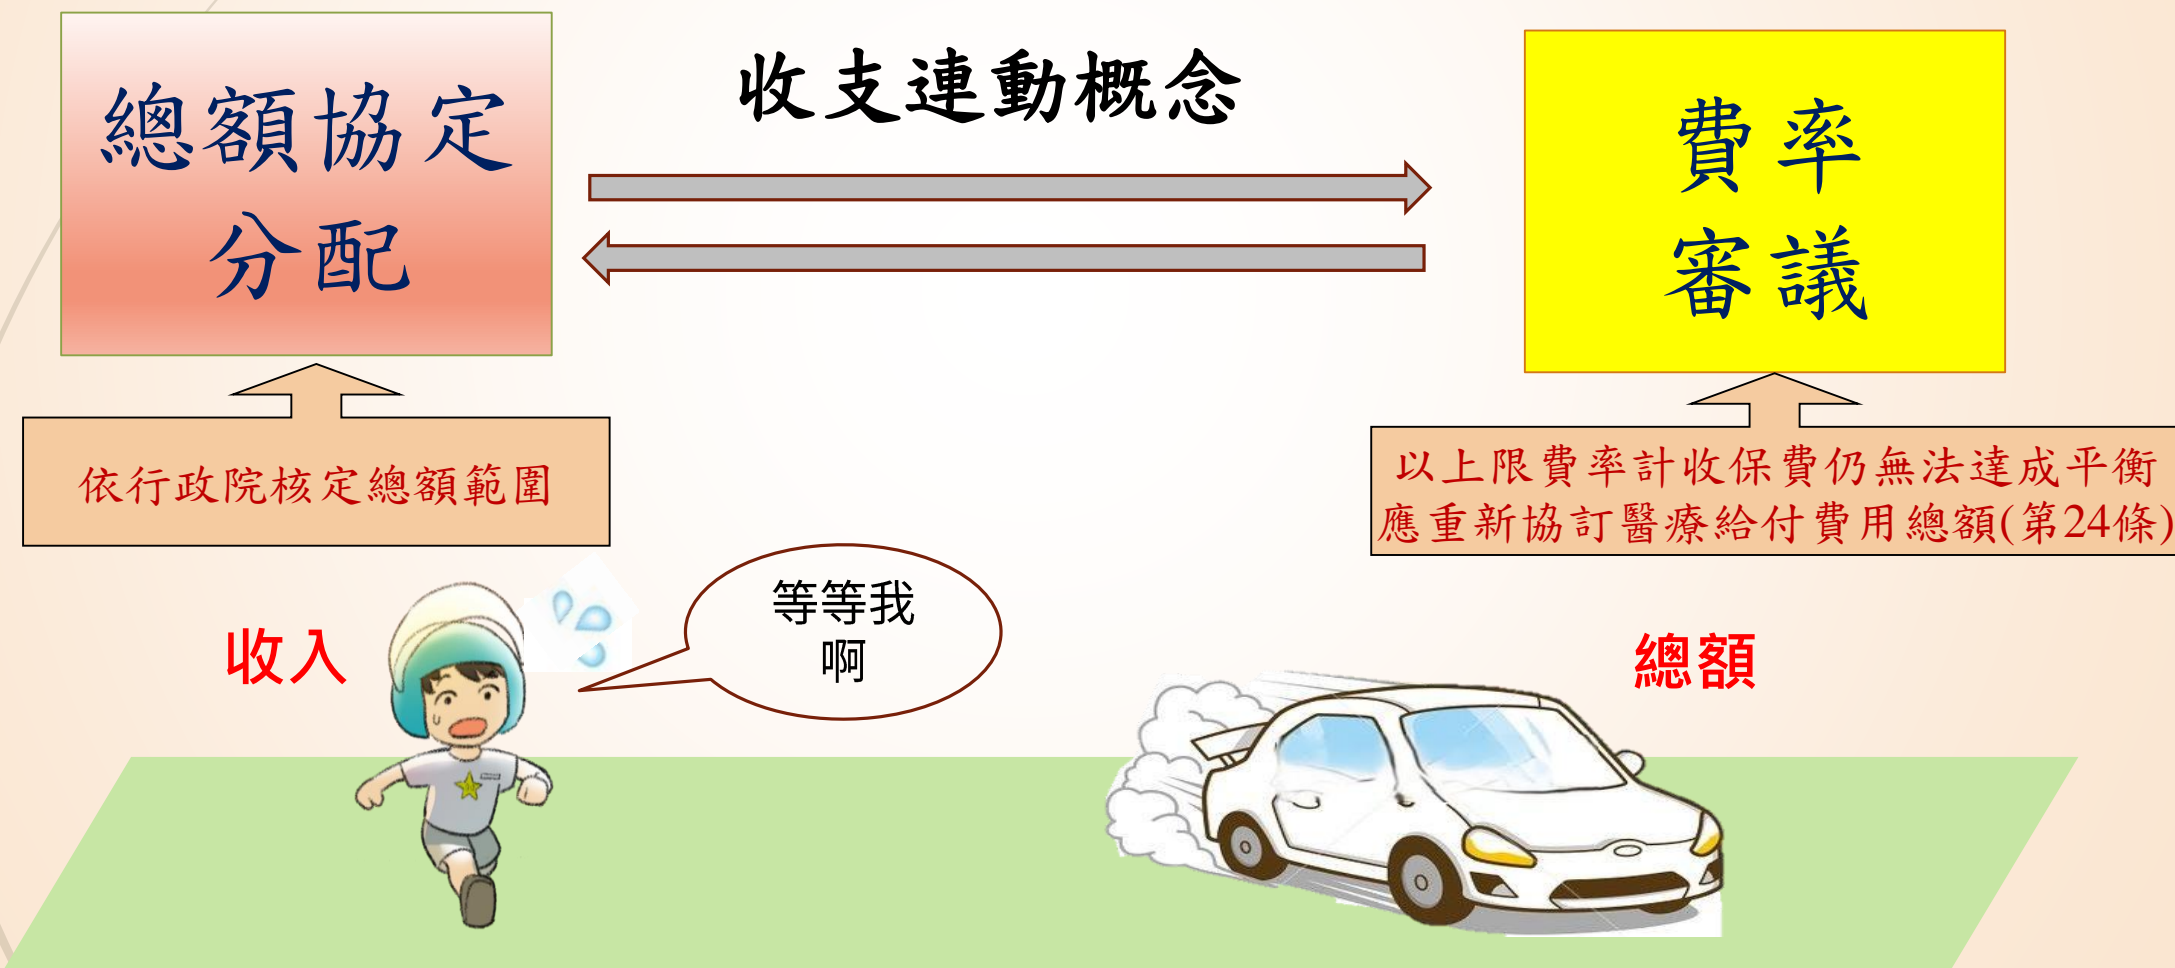 收支連動概念
總額協定
分配
費率
審議
依行政院核定總額範圍
以上限費率計收保費仍無法達成平衡
應重新協訂醫療給付費用總額(第24條)
收入
等等我
啊
總額